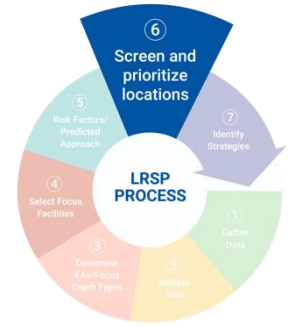 6
Screen and
prioritize
locations
7
Identify
Strategies
1
Gather
Data
2
Analyze
Data
3
Determine
EAs/Focus
Crash Types
4
Select Focus
Facilities
5
Risk Factors/
Predicted
Approach
LRSP
PROCESS